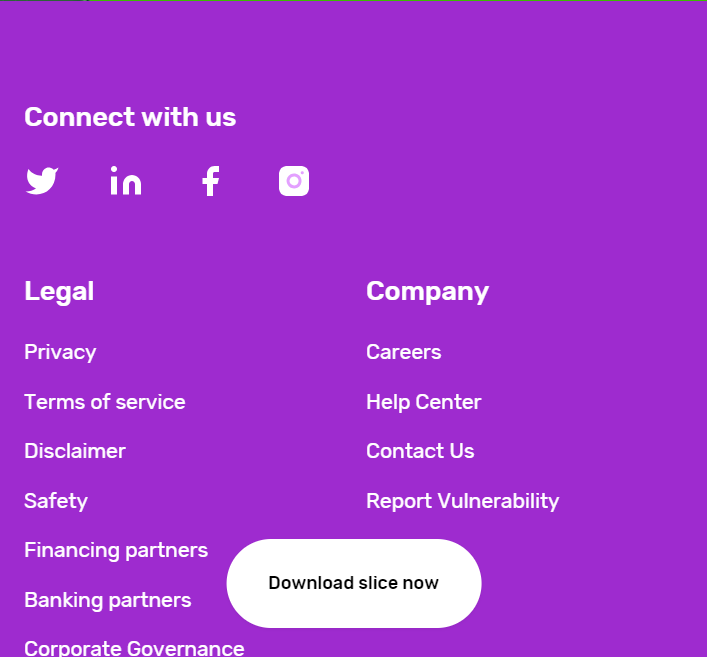 Connect with us
Legal
Privacy
Terms of service
Disclaimer
Safety
Financing partners
Banking partners
Corporate Governance
Company
Careers
Help Center
Contact Us
Report Vulnerability
Download slice now